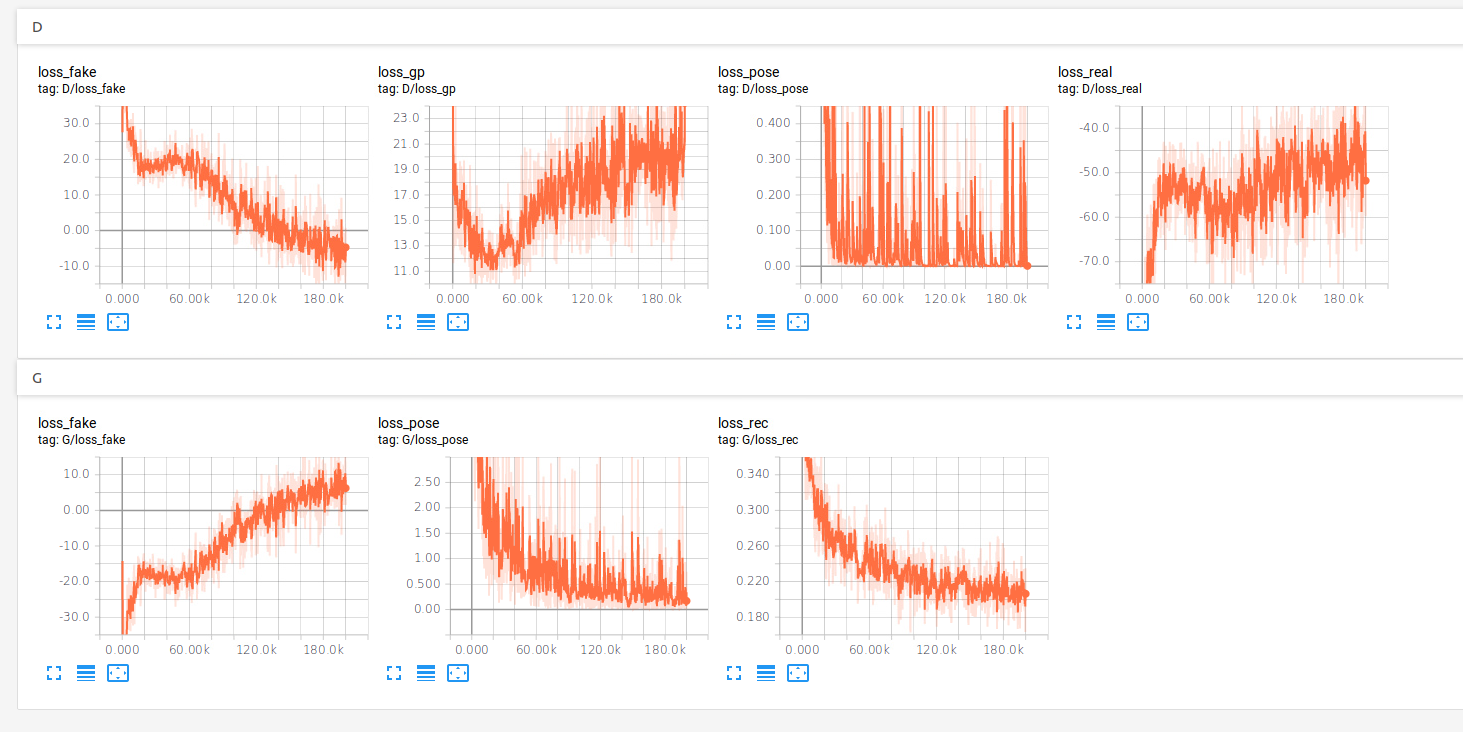 D
loss_fake
tag: D/loss_fake
30.0
20.0
10.0
0.00
-10.0
0.000 60.00k 120.0k 180.0k
loss_gp
tag: D/loss_gp
23.0
21.0
19.0
17.0
15.0
13.0
11.0
0.000 60.00k 120.0k 180.0k
loss_pose
tag: D/loss_pose
0.400
0.300
0.200
0.100
0.00
0.000 60.00k 120.0k 180.0k
loss_real
tag: D/loss_real
-40.0
-50.0
-60.0
-70.0
0.000 60.00k 120.0k 180.0k
G
loss_fake
tag: G/loss_fake
10.0
0.00
-10.0
-20.0
-30.0
0.000 60.00k 120.0k 180.0k
loss_pose
tag: G/loss_pose
2.50
2.00
1.50
1.00
0.500
0.00
0.000 60.00k 120.0k 180.0k
loss_rec
tag: G/loss_rec
0.340
0.300
0.260
0.220
0.180
0.000 60.00k 120.0k 180.0k